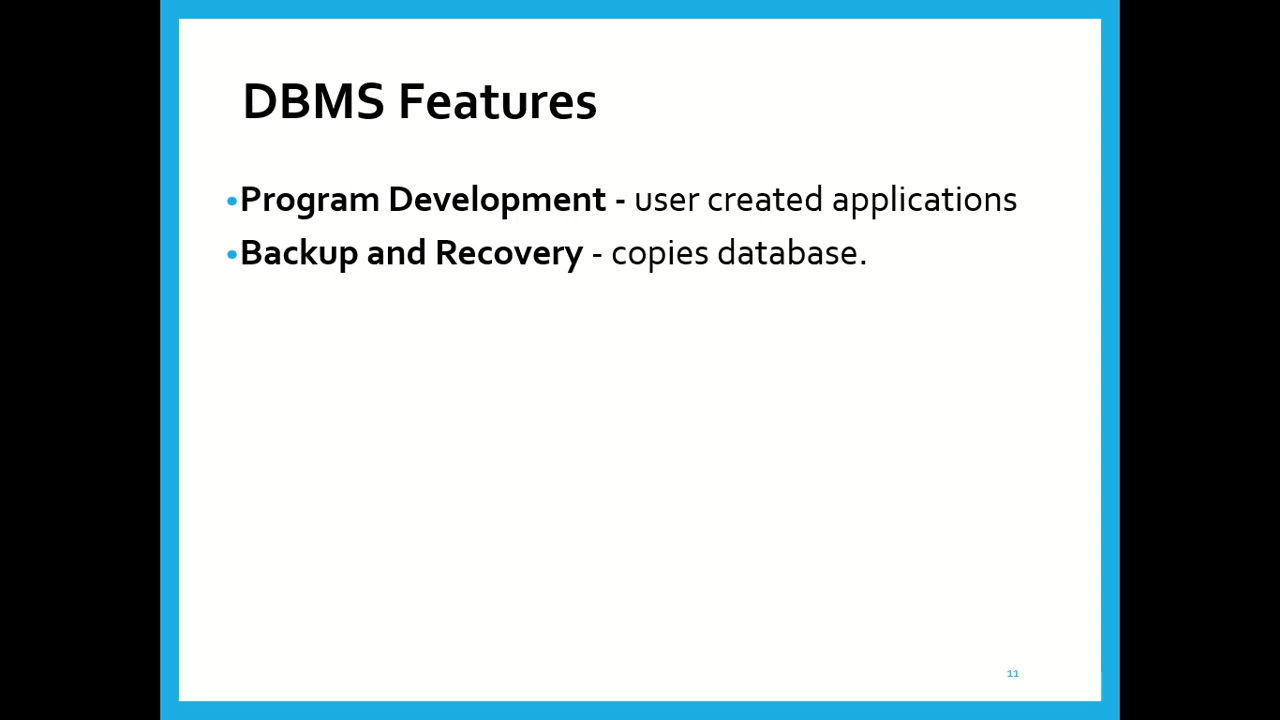 DBMS Features
•Program Development - user created applications
•Backup and Recovery - copies database.
11